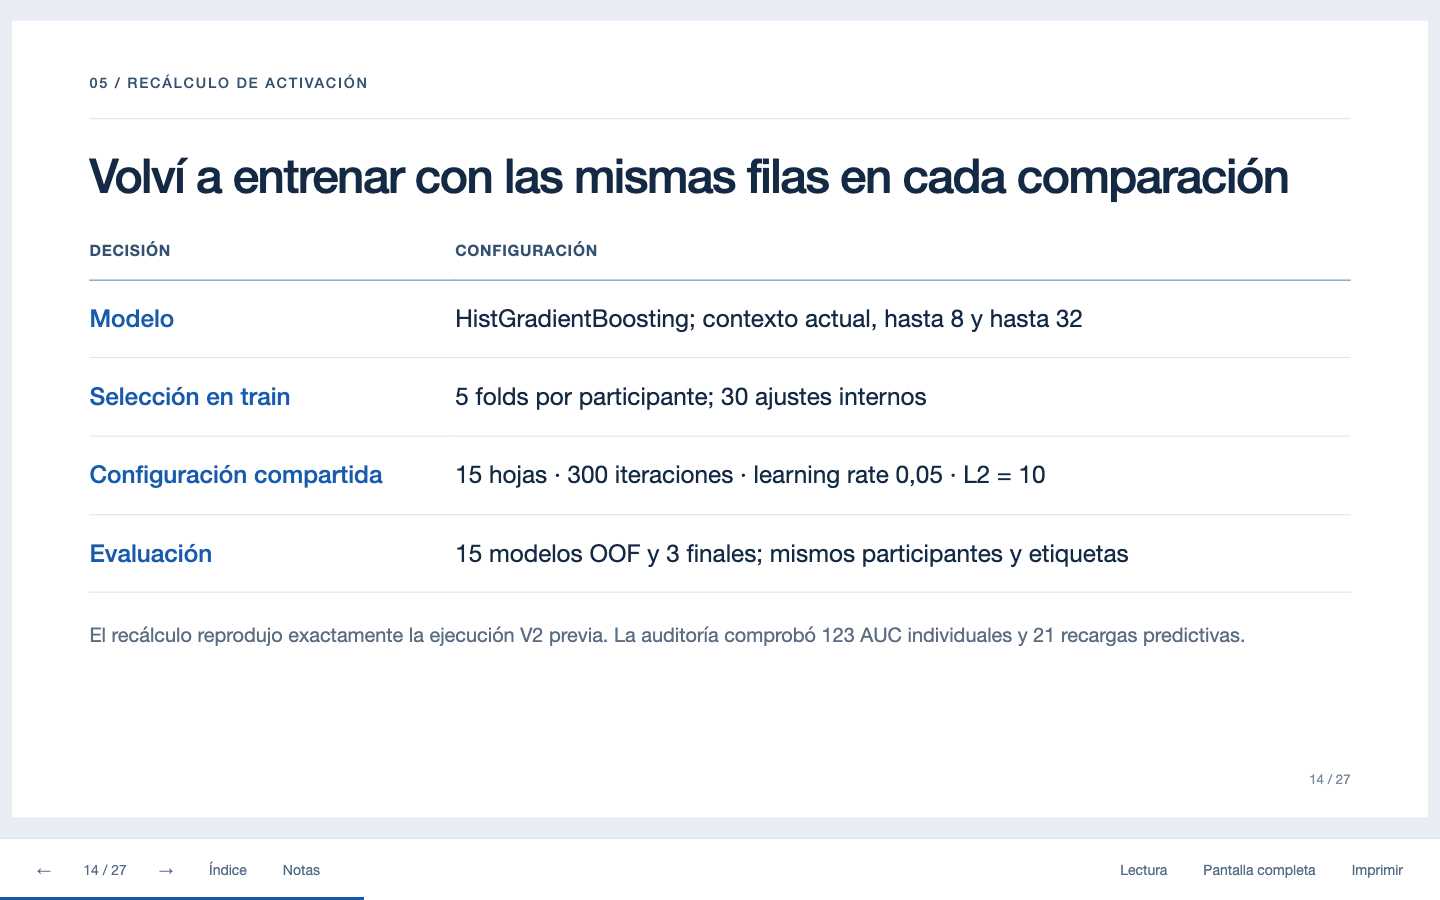 05 / RECÁLCULO DE ACTIVACIÓN
Volví a entrenar con las mismas filas en cada comparación
DECISIÓN CONFIGURACIÓN
Modelo HistGradientBoosting; contexto actual, hasta 8 y hasta 32
Selección en train 5 folds por participante; 30 ajustes internos
Configuración compartida 15 hojas · 300 iteraciones · learning rate 0,05 · L2 = 10
Evaluación 15 modelos OOF y 3 finales; mismos participantes y etiquetas
El recálculo reprodujo exactamente la ejecución V2 previa. La auditoría comprobó 123 AUC individuales y 21 recargas predictivas.
14 / 27
← 14 / 27 → Índice Notas Lectura Pantalla completa Imprimir